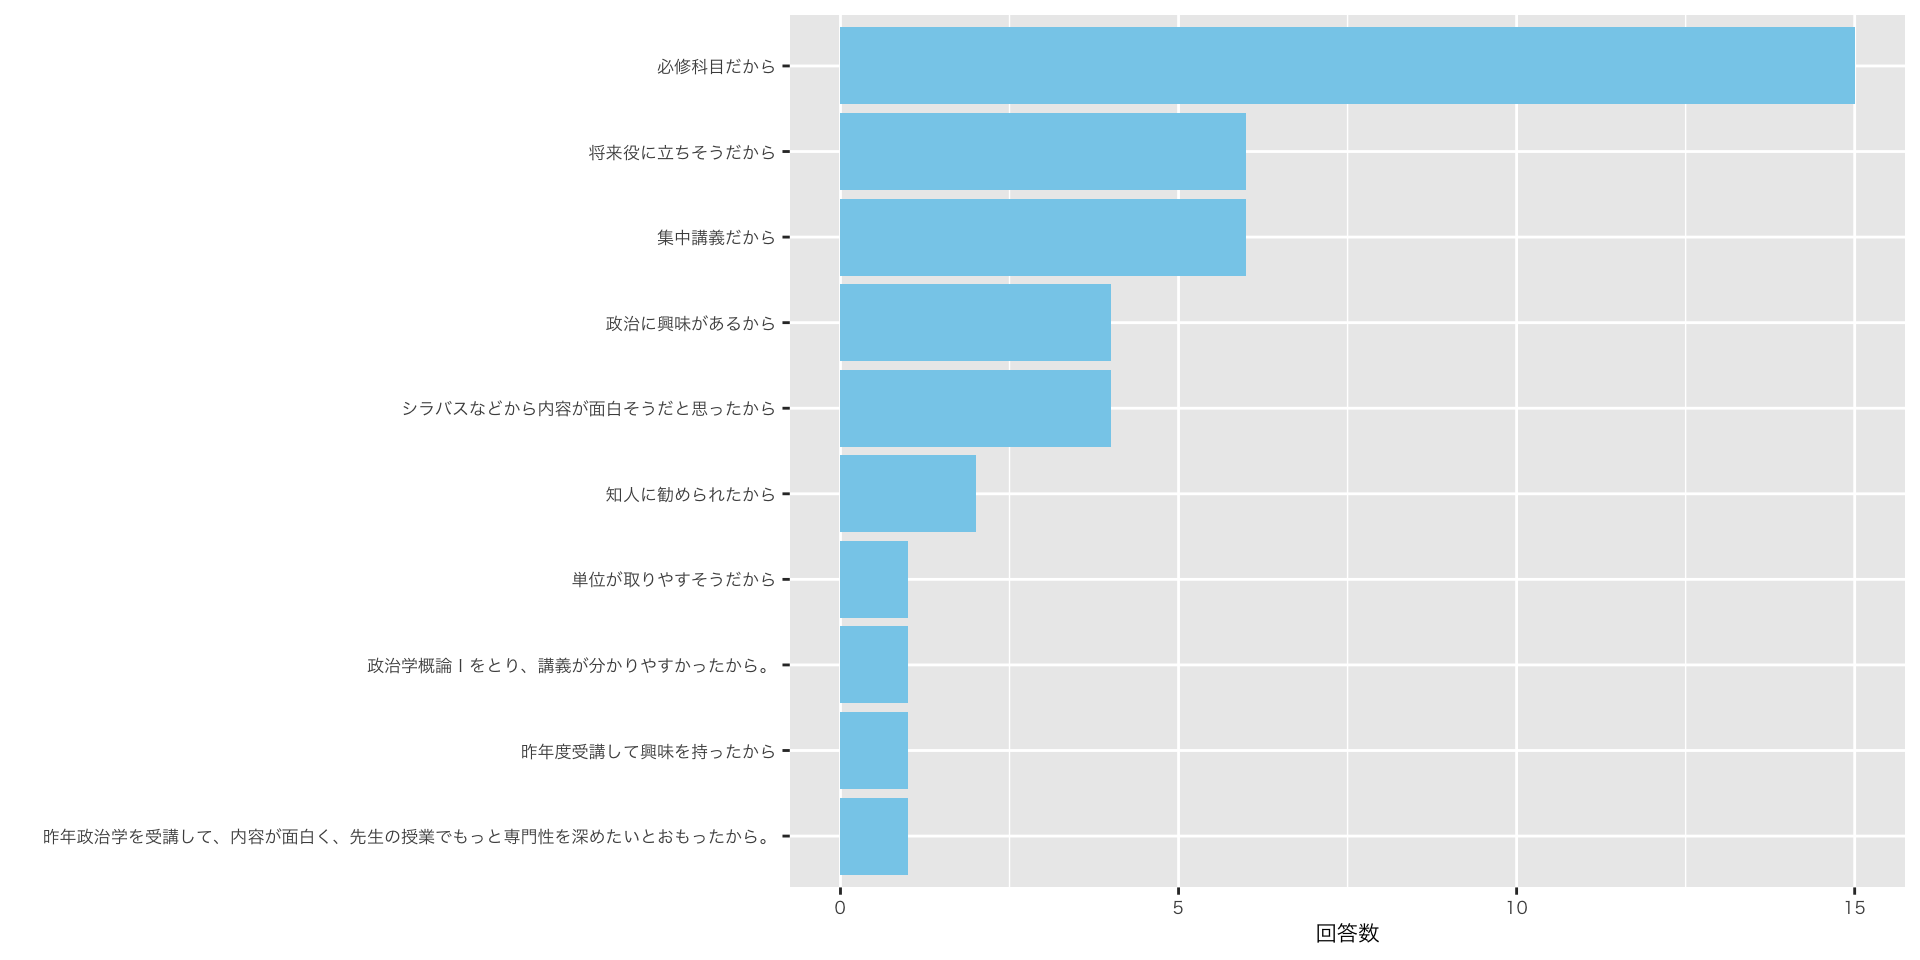 必修科目だから
将来役に立ちそうだから
集中講義だから
政治に興味があるから
シラバスなどから内容が面白そうだと思ったから
知人に勧められたから
単位が取りやすそうだから
政治学概論Ⅰをとり、講義が分かりやすかったから。
昨年度受講して興味を持ったから
昨年政治学を受講して、内容が面白く、先生の授業でもっと専門性を深めたいとおもったから。
0 5 10 15
回答数